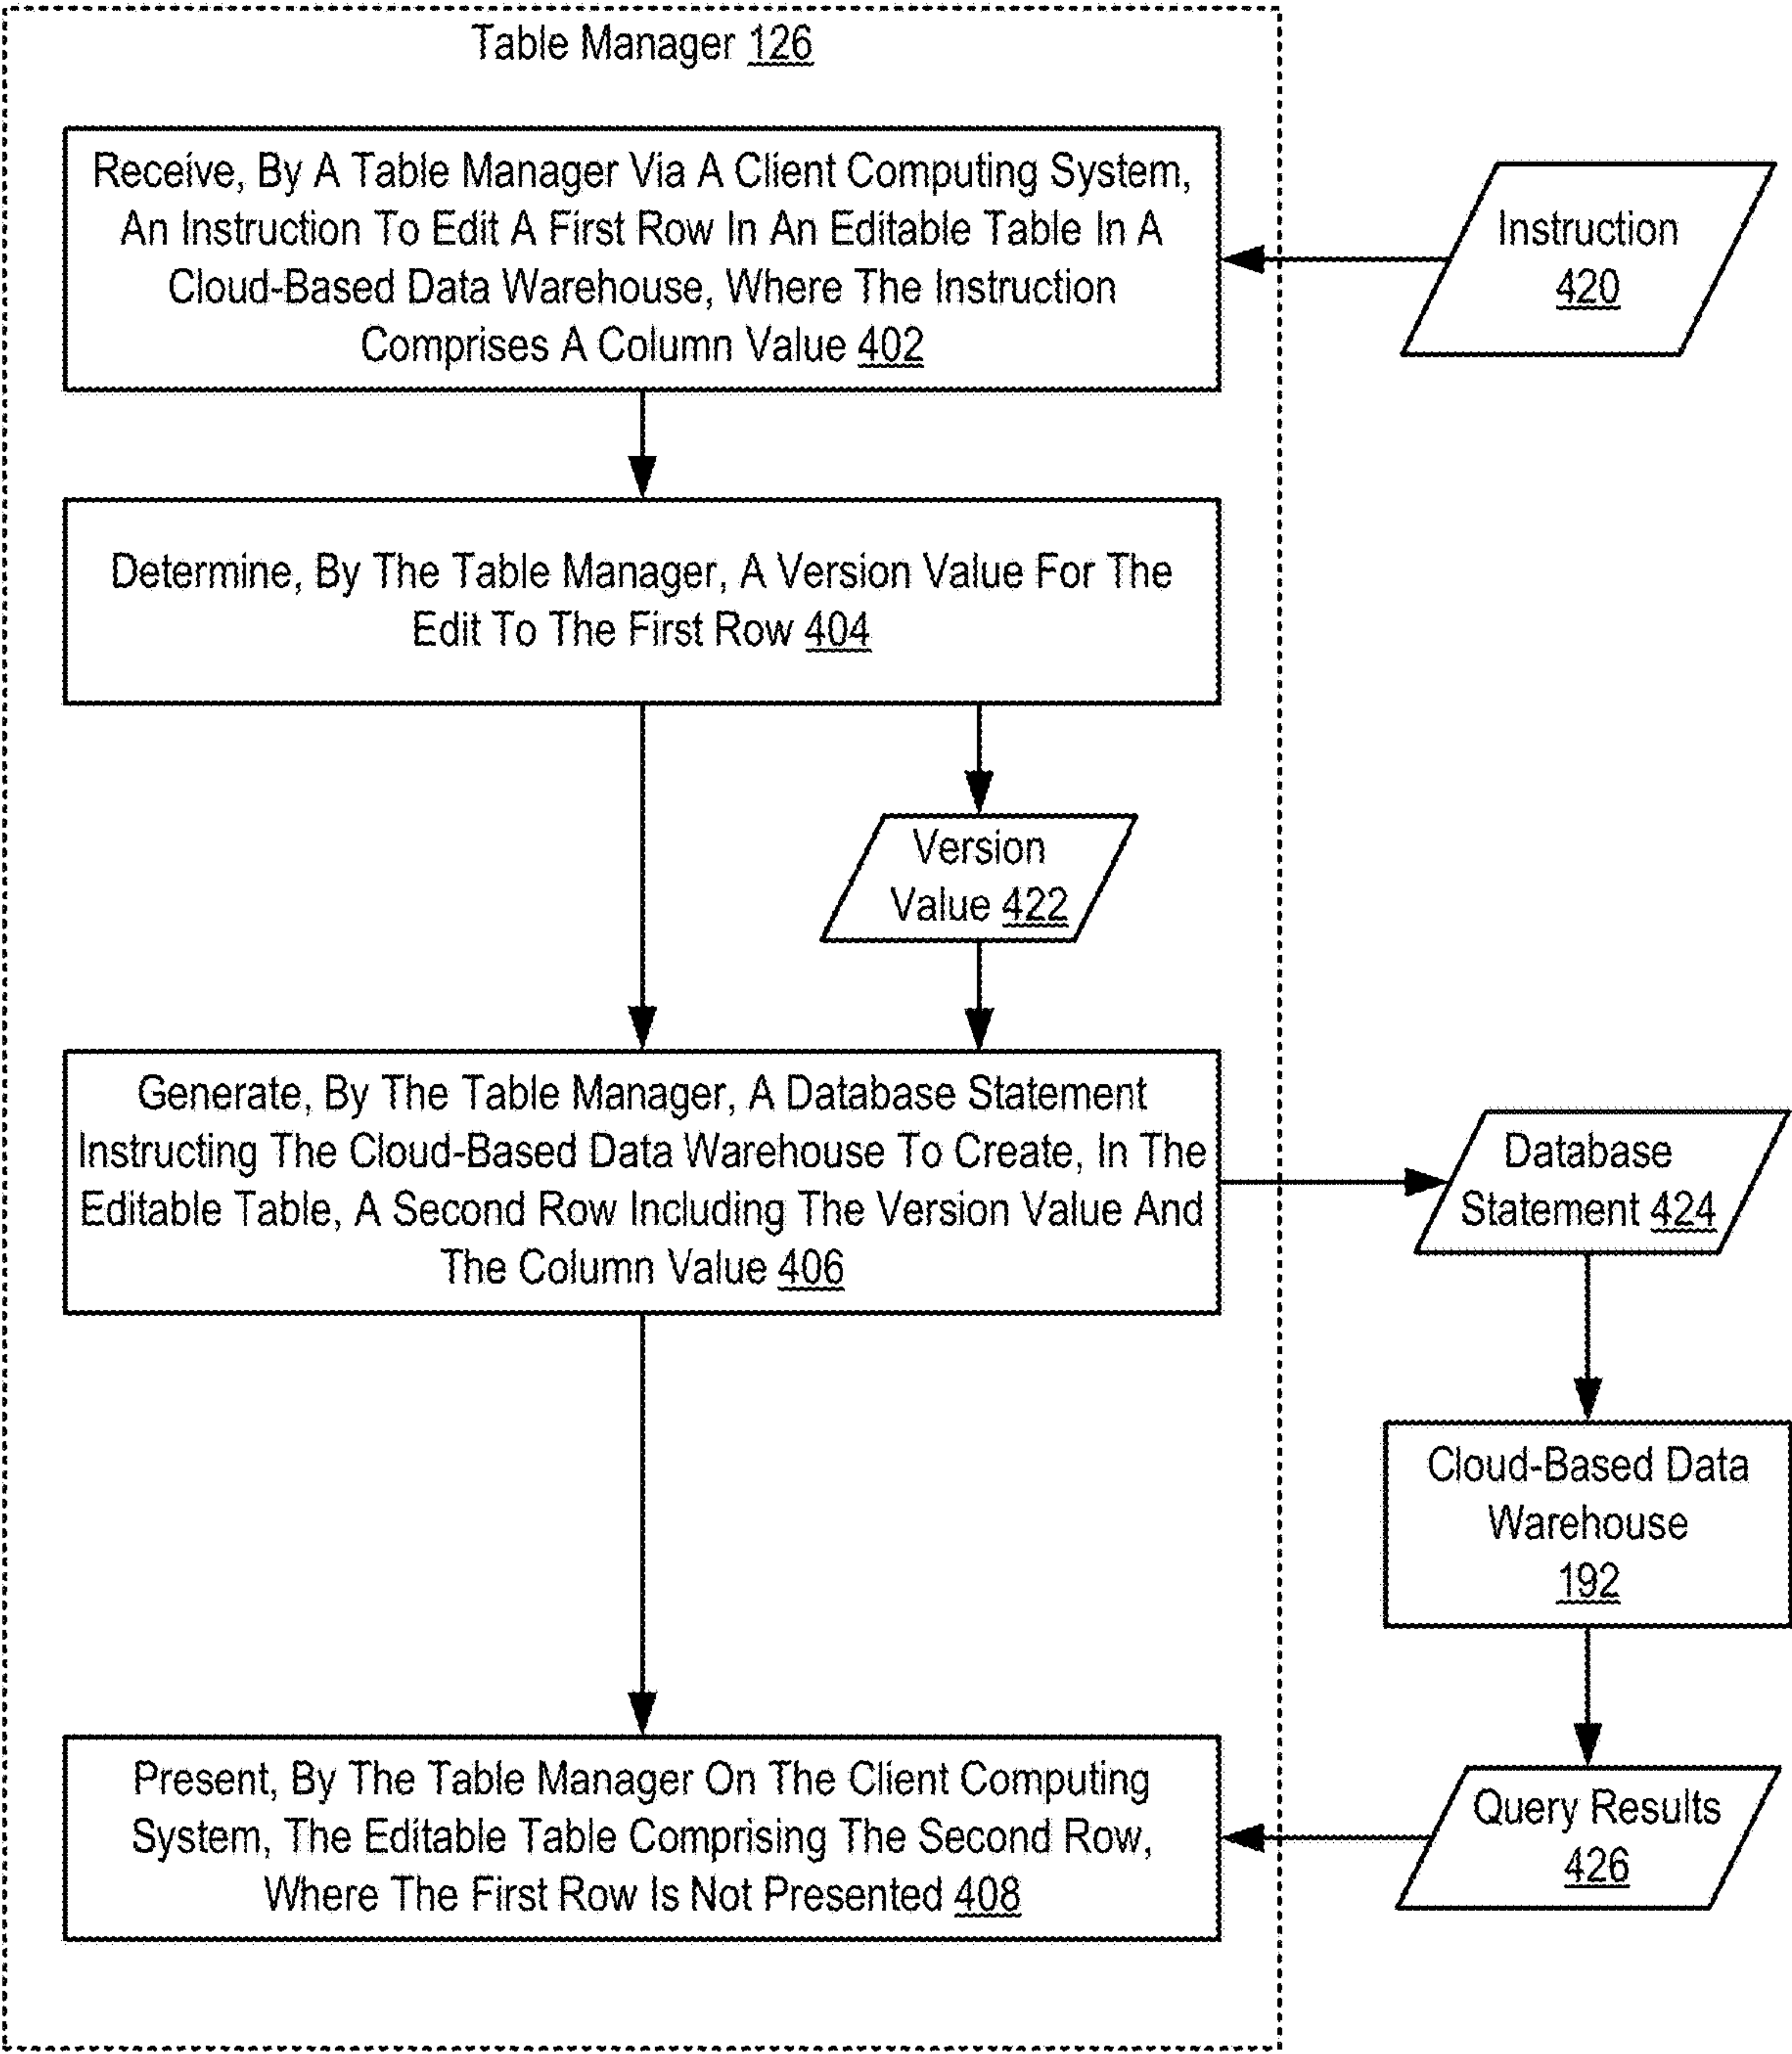 Table Manager 126
Receive, By A Table Manager Via A Client Computing System,
An Instruction To Edit A First Row In An Editable Table In A
Cloud-Based Data Warehouse, Where The Instruction
Comprises A Column Value 402
Instruction
420
Determine, By The Table Manager, A Version Value For The
Edit To The First Row 404
Version
Value 422
Generate, By The Table Manager, A Database Statement
Instructing The Cloud-Based Data Warehouse To Create, In The
Editable Table, A Second Row Including The Version Value And
The Column Value 406
Database
Statement 424
Cloud-Based Data
Warehouse
192
Present, By The Table Manager On The Client Computing
System, The Editable Table Comprising The Second Row,
Where The First Row Is Not Presented 408
Query Results
426